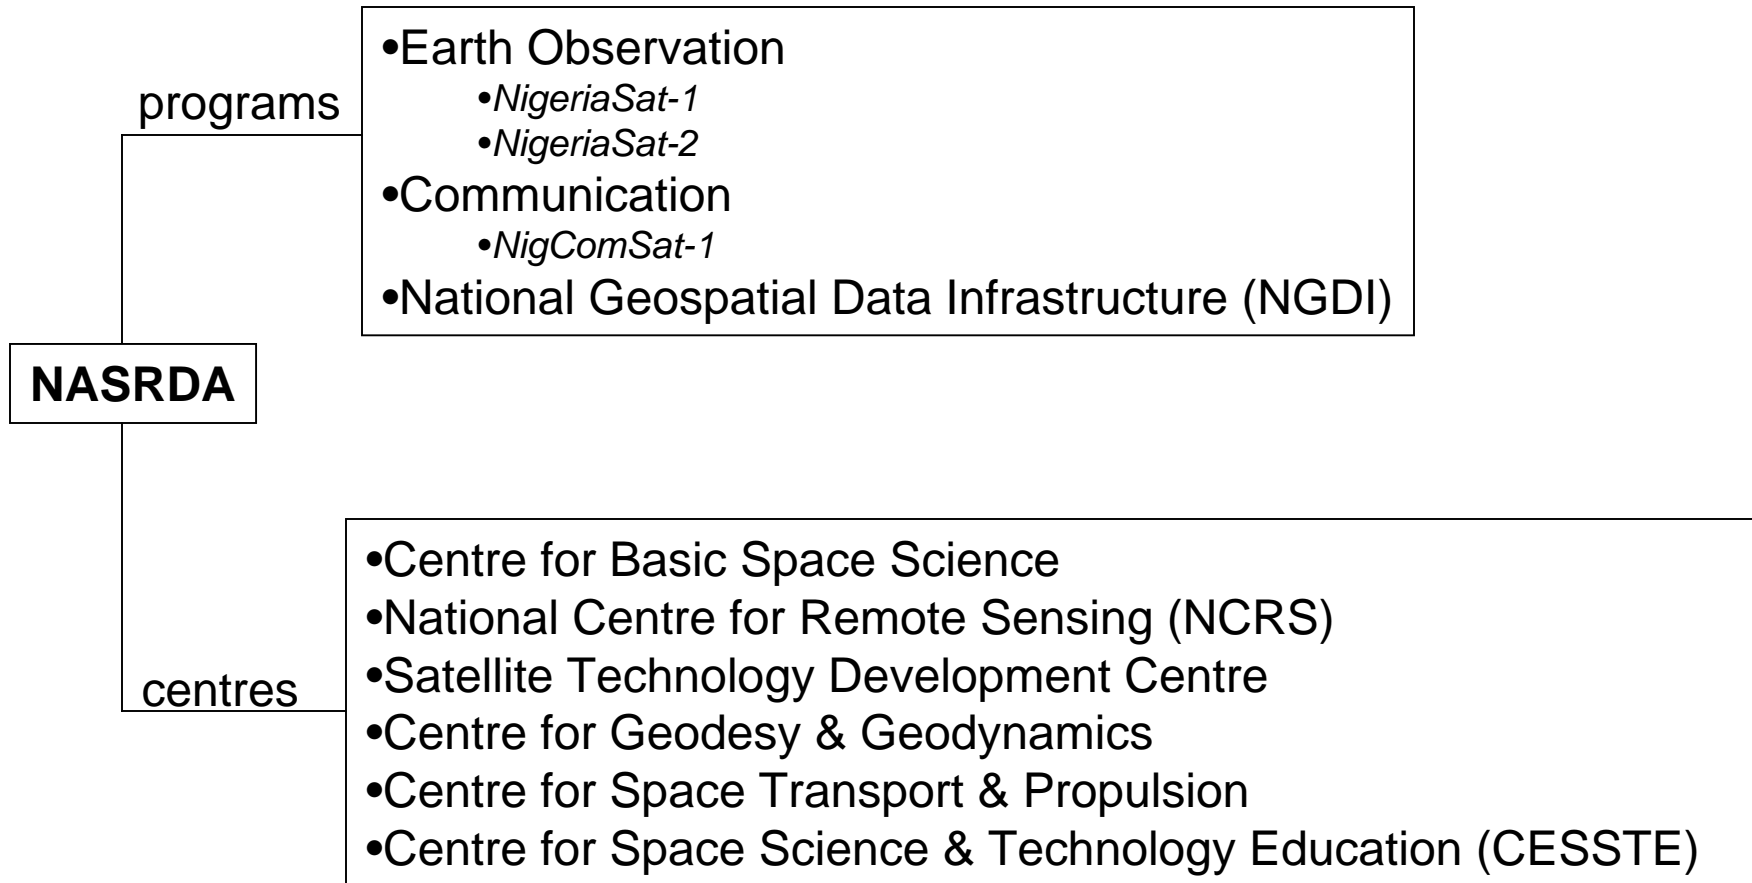 programs
•Earth Observation
•NigeriaSat-1
•NigeriaSat-2
•Communication
•NigComSat-1
•National Geospatial Data Infrastructure (NGDI)
NASRDA
centres
•Centre for Basic Space Science
•National Centre for Remote Sensing (NCRS)
•Satellite Technology Development Centre
•Centre for Geodesy & Geodynamics
•Centre for Space Transport & Propulsion
•Centre for Space Science & Technology Education (CESSTE)